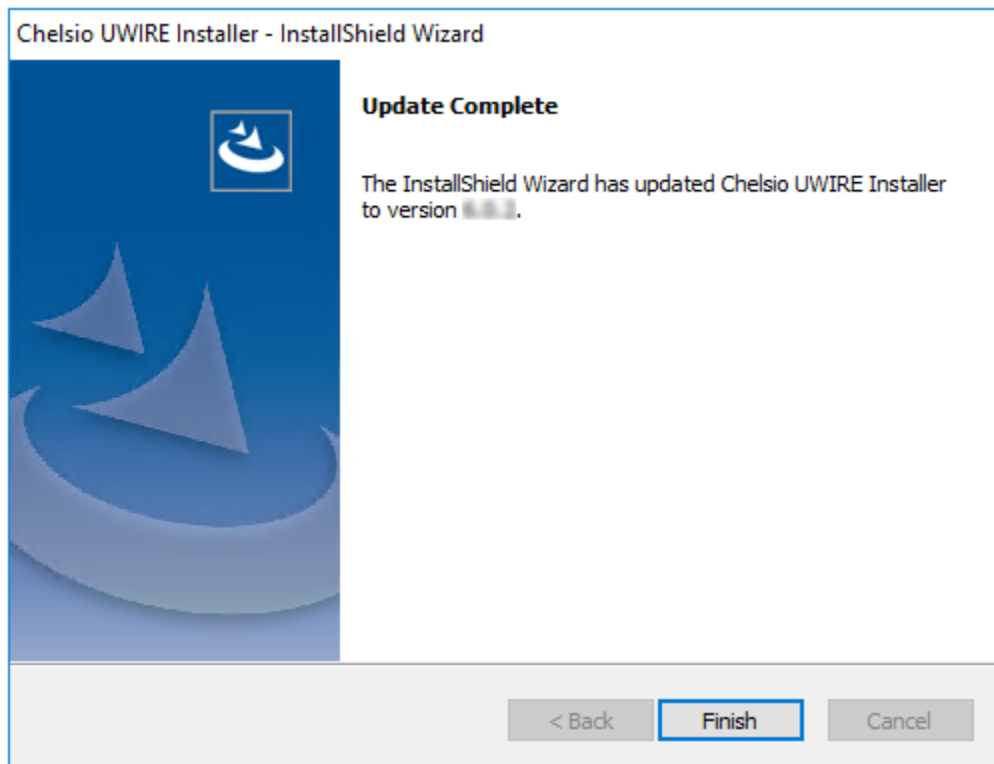 Chelsio UWIRE Installer - InstallShield Wizard
Update Complete
The InstallShield Wizard has updated Chelsio UWIRE Installer
to version .
< Back
Finish
Cancel